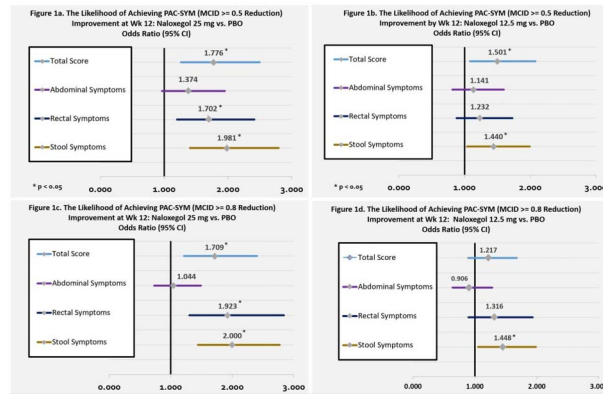 Figure 1a. The Likelihood of Achieving PAC-SYM (MCID >= 0.5 Reduction)
Improvement at Wk 12: Naloxegol 25 mg vs. PBO
Odds Ratio (95% CI)
1.776 *
Total Score
1.374
Abdominal Symptoms
1.702 *
Rectal Symptoms
1.981 *
Stool Symptoms
* p < 0.05
0.000 1.000 2.000 3.000
Figure 1b. The Likelihood of Achieving PAC-SYM (MCID >= 0.5 Reduction)
Improvement by Wk 12: Naloxegol 12.5 mg vs. PBO
Odds Ratio (95% CI)
1.501 *
Total Score
1.141
Abdominal Symptoms
1.232
Rectal Symptoms
1.440 *
Stool Symptoms
* p < 0.05
0.000 1.000 2.000 3.000
Figure 1c. The Likelihood of Achieving PAC-SYM (MCID >= 0.8 Reduction)
Improvement at Wk 12: Naloxegol 25 mg vs. PBO
Odds Ratio (95% CI)
1.709 *
Total Score
1.044
Abdominal Symptoms
1.923 *
Rectal Symptoms
2.000 *
Stool Symptoms
0.000 1.000 2.000 3.000
Figure 1d. The Likelihood of Achieving PAC-SYM (MCID >= 0.8 Reduction)
Improvement at Wk 12: Naloxegol 12.5 mg vs. PBO
Odds Ratio (95% CI)
1.217
Total Score
0.906
Abdominal Symptoms
1.316
Rectal Symptoms
1.448 *
Stool Symptoms
0.000 1.000 2.000 3.000